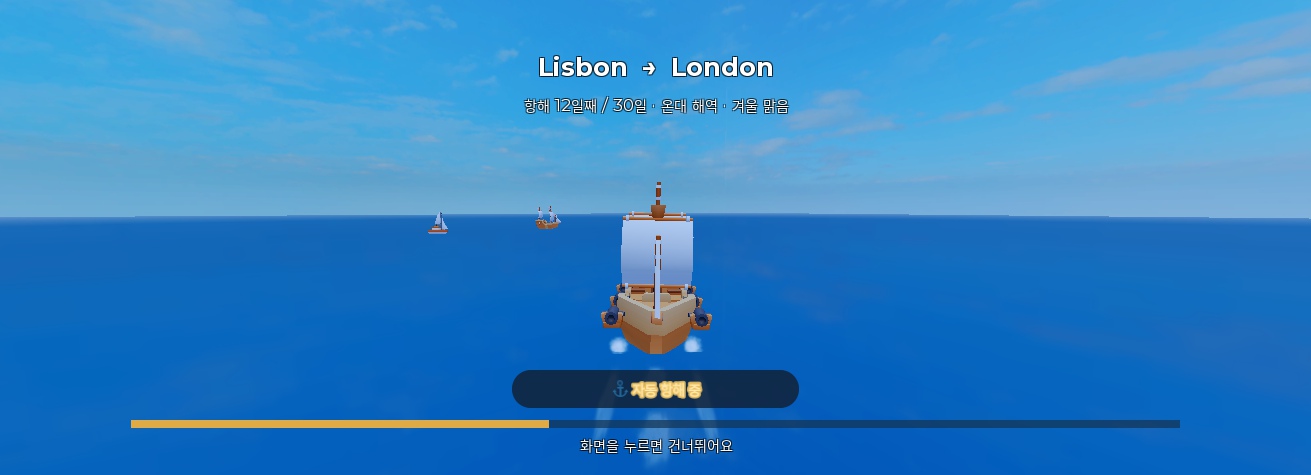 Lisbon → London
항해 12일째 / 30일 · 온대 해역 · 겨울 맑음
⚓ 자동 항해 중
화면을 누르면 건너뛰어요